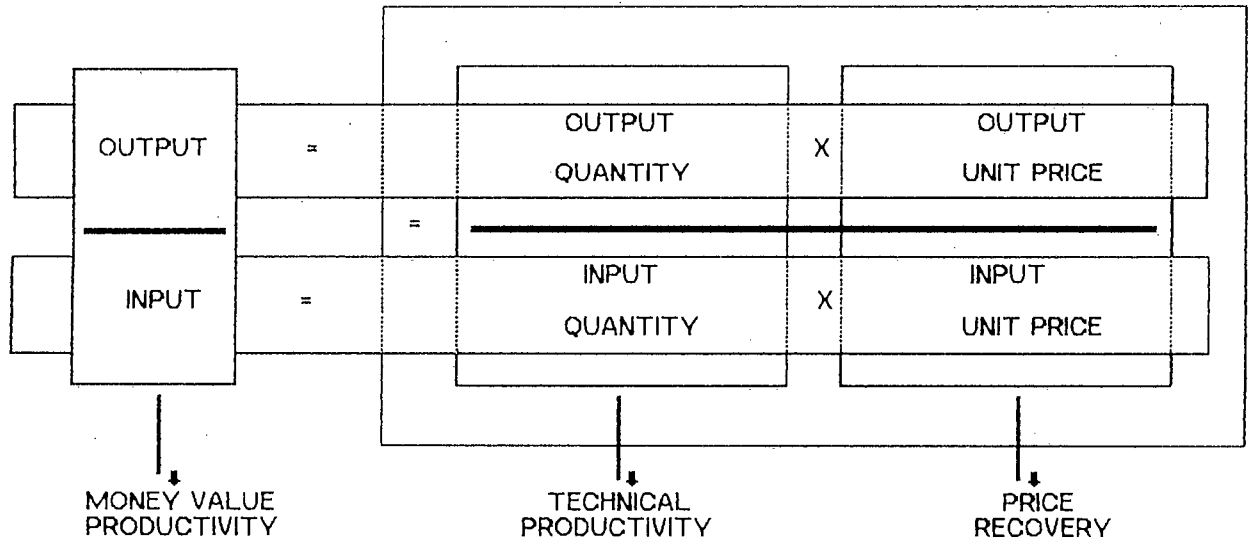 OUTPUT = OUTPUT QUANTITY X OUTPUT UNIT PRICE
=
INPUT = INPUT QUANTITY X INPUT UNIT PRICE
MONEY VALUE PRODUCTIVITY
TECHNICAL PRODUCTIVITY
PRICE RECOVERY